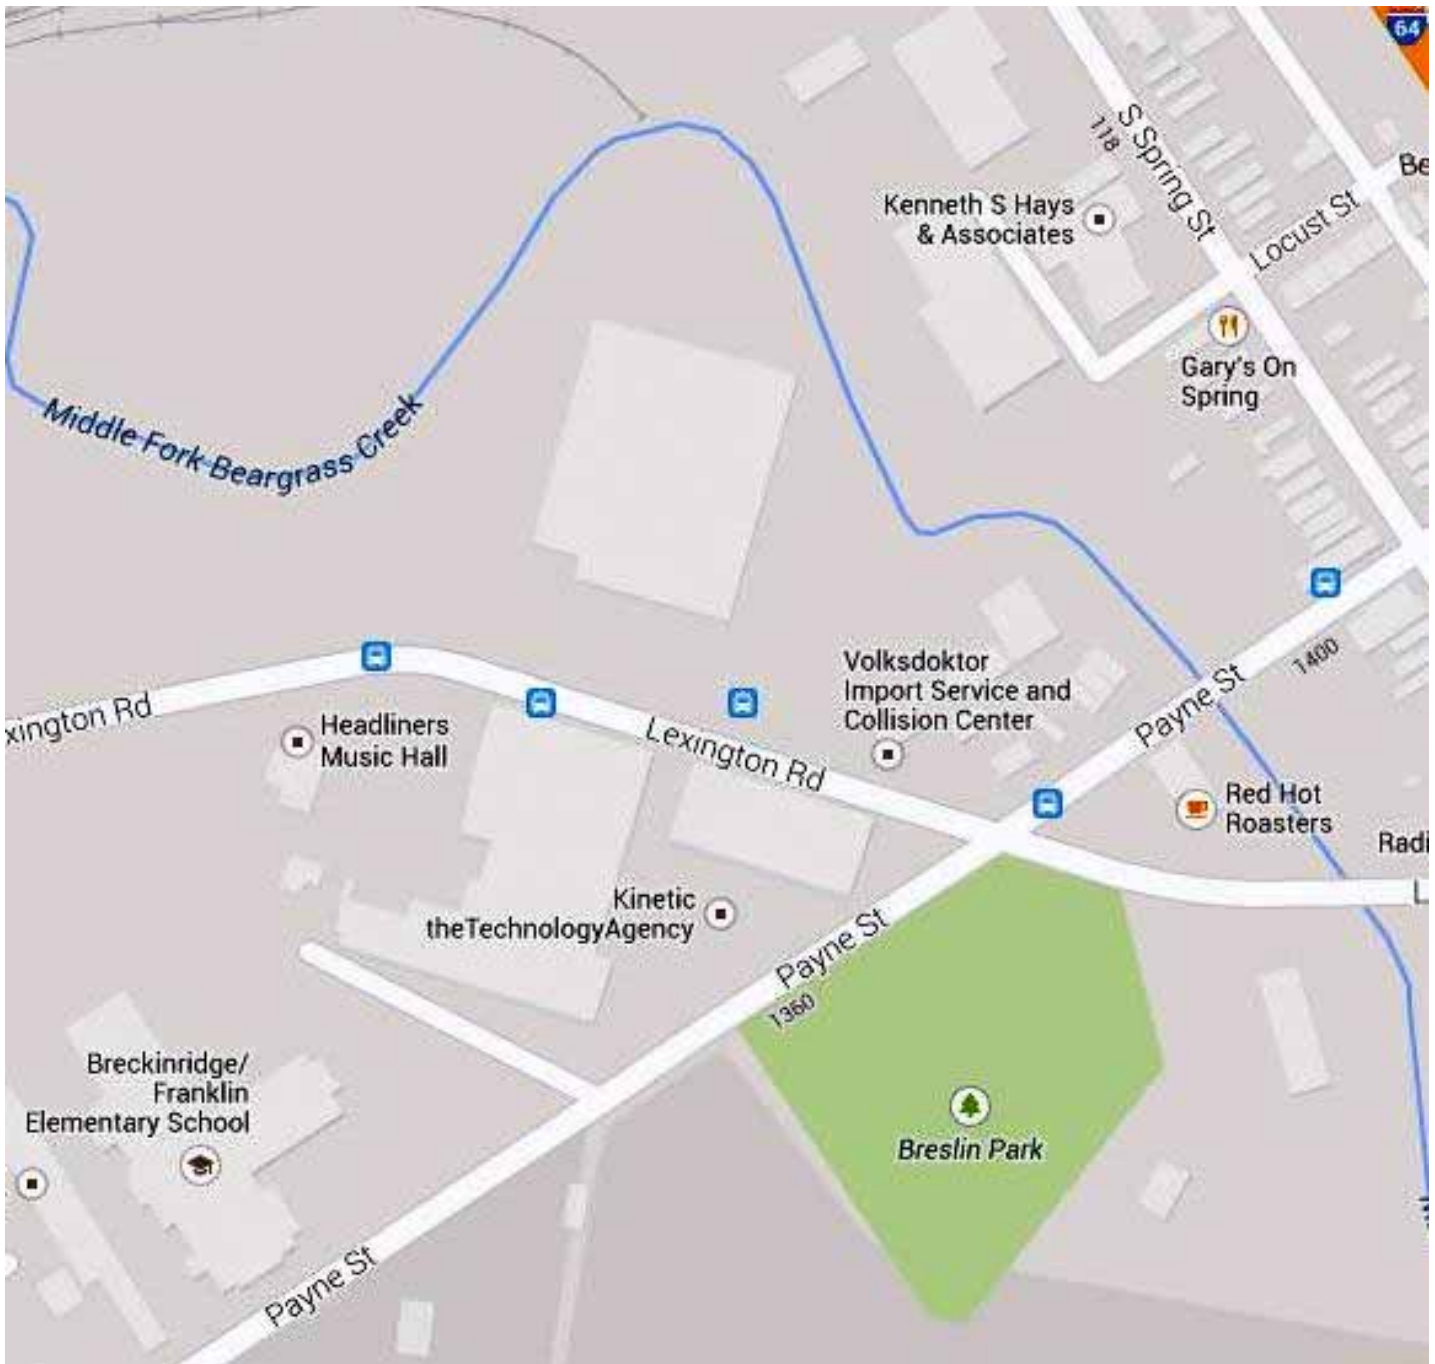 64
S Spring St
118
Be
Kenneth S Hays
& Associates
Locust St
Gary's On
Spring
Middle Fork Beargrass Creek
Volksdoktor
Import Service and
Collision Center
1400
Payne St
xington Rd
Headliners
Music Hall
Lexington Rd
Red Hot
Roasters
Radi
L
Kinetic
theTechnologyAgency
Payne St
1360
Breckinridge/
Franklin
Elementary School
Breslin Park
Payne St